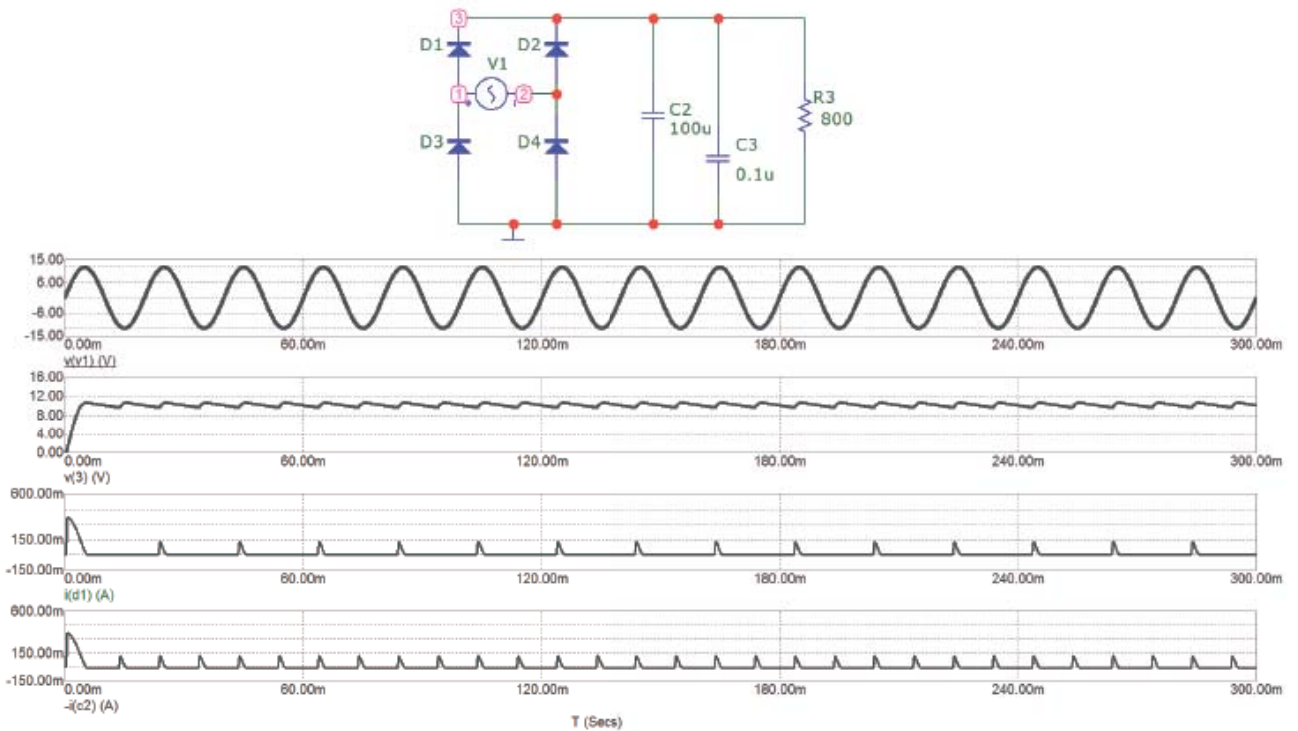 3
D1 D2
V1
1 2
D3 D4
C2
100u
C3
0.1u
R3
800
15.00
6.00
-6.00
-15.00
0.00m 60.00m 120.00m 180.00m 240.00m 300.00m
v(v1) (V)
16.00
12.00
8.00
4.00
0.00
0.00m 60.00m 120.00m 180.00m 240.00m 300.00m
v(3) (V)
600.00m
150.00m
-150.00m
0.00m 60.00m 120.00m 180.00m 240.00m 300.00m
i(d1) (A)
600.00m
150.00m
-150.00m
0.00m 60.00m 120.00m 180.00m 240.00m 300.00m
-i(c2) (A)
T (Secs)